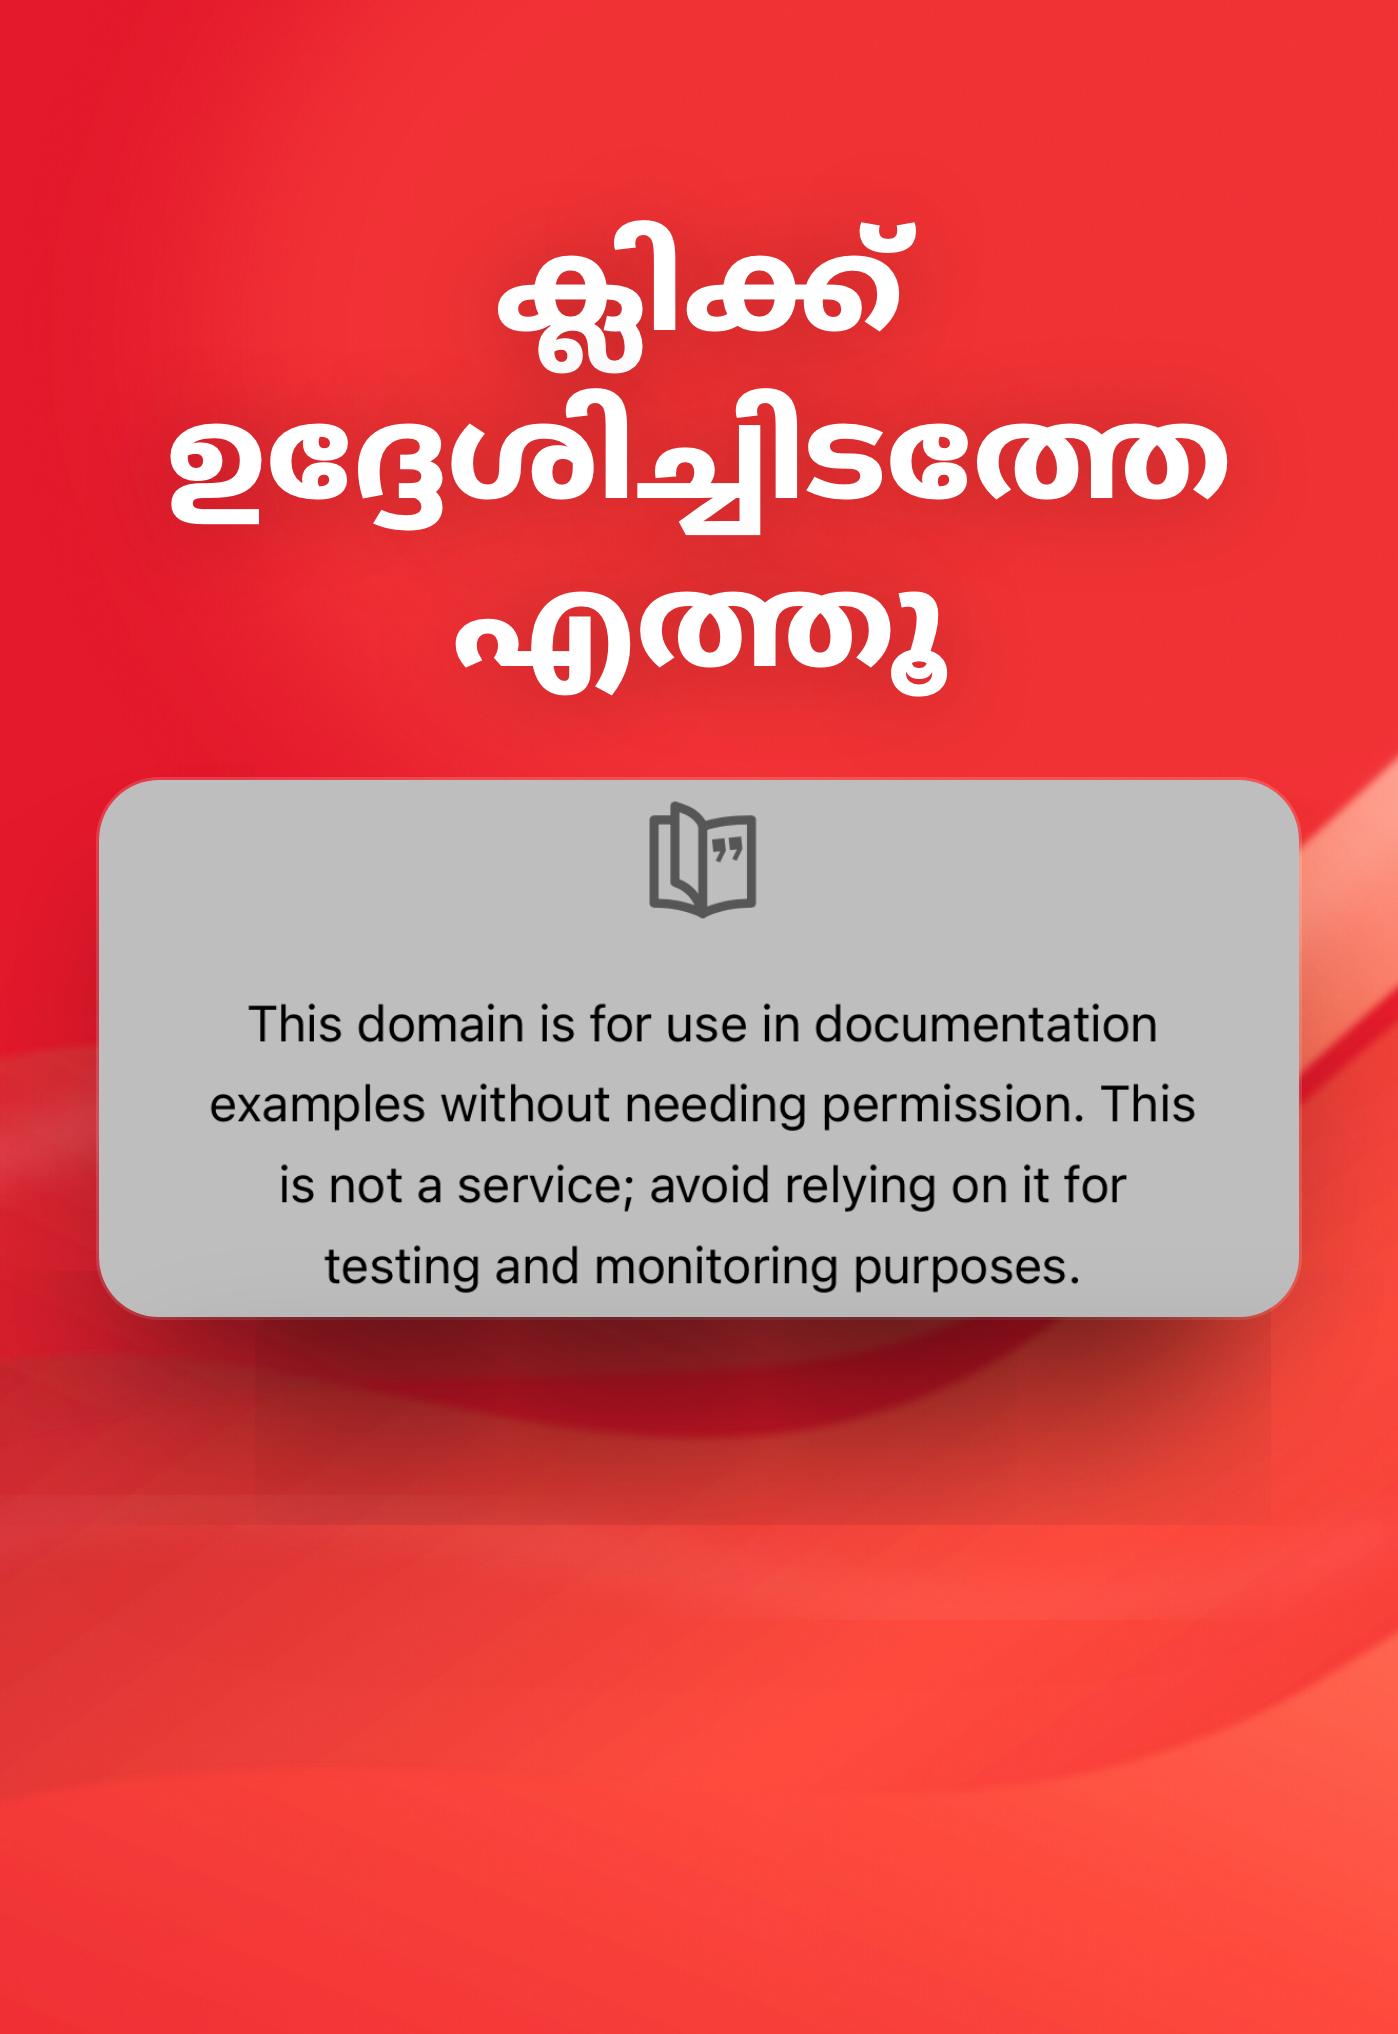 ക്ലിക്ക്
ഉദ്ദേശിച്ചിടത്തേ
എത്തൂ
This domain is for use in documentation
examples without needing permission. This
is not a service; avoid relying on it for
testing and monitoring purposes.